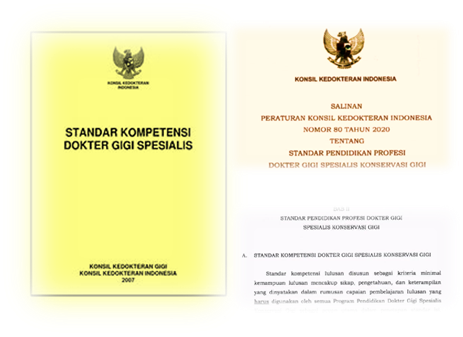 KONSIL KEDOKTERAN
INDONESIA
STANDAR KOMPETENSI
DOKTER GIGI SPESIALIS
KONSIL KEDOKTERAN GIGI
KONSIL KEDOKTERAN INDONESIA
2007
KONSIL KEDOKTERAN INDONESIA
SALINAN
PERATURAN KONSIL KEDOKTERAN INDONESIA
NOMOR 80 TAHUN 2020
TENTANG
STANDAR PENDIDIKAN PROFESI
DOKTER GIGI SPESIALIS KONSERVASI GIGI
STANDAR PENDIDIKAN PROFESI DOKTER GIGI
SPESIALIS KONSERVASI GIGI
A. STANDAR KOMPETENSI DOKTER GIGI SPESIALIS KONSERVASI GIGI
Standar kompetensi lulusan disusun sebagai kriteria minimal
kemampuan lulusan mencakup sikap, pengetahuan, dan keterampilan
yang dinyatakan dalam rumusan capaian pembelajaran lulusan yang
harus digunakan oleh semua Program Pendidikan Dokter Gigi Spesialis